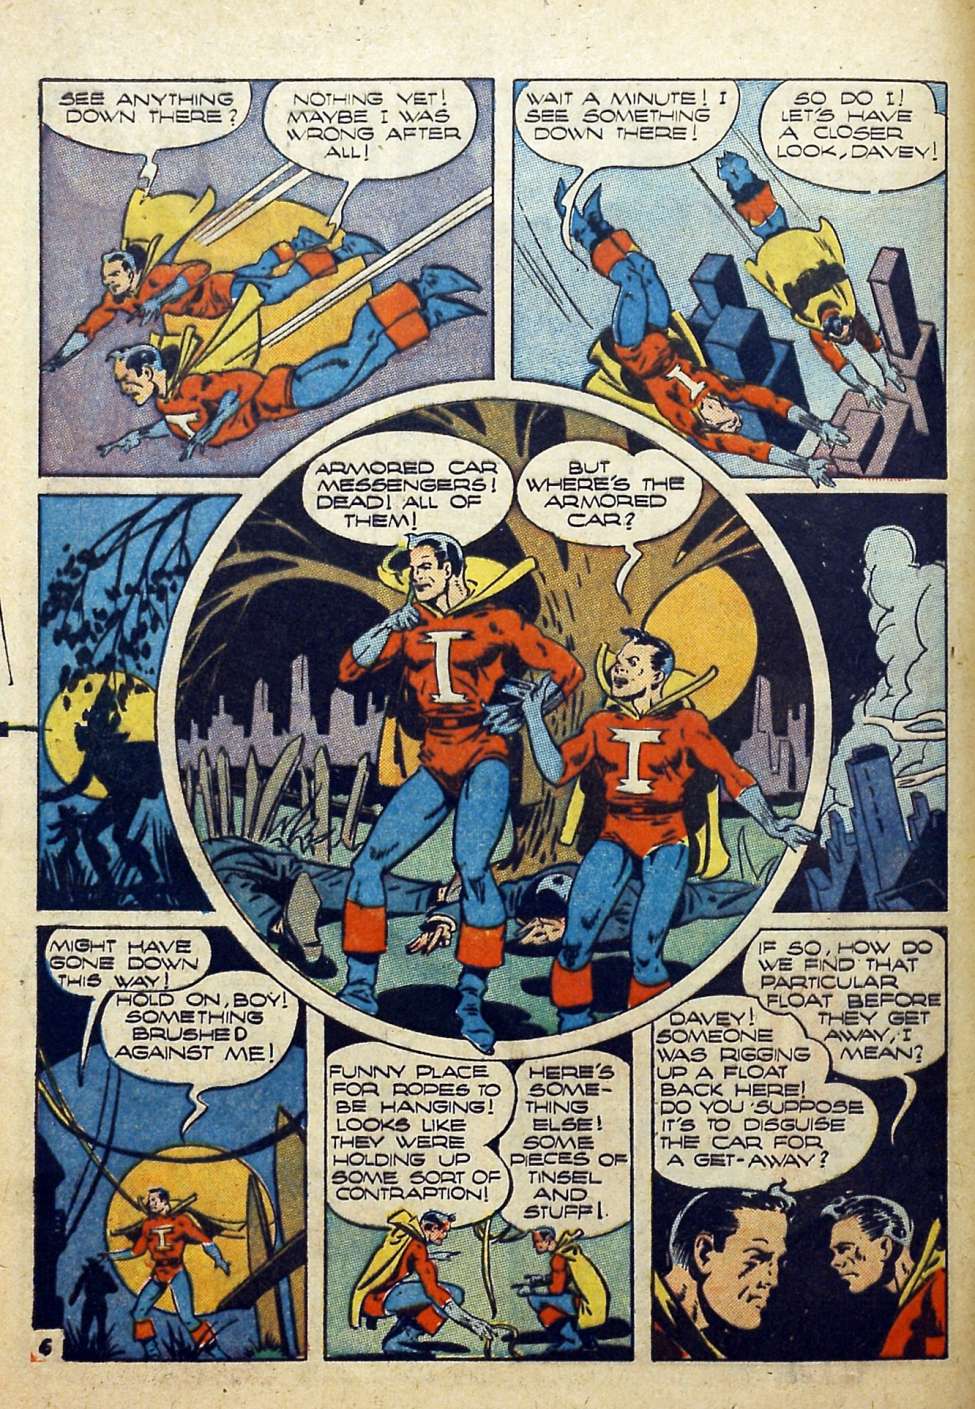 SEE ANYTHING
DOWN THERE?
NOTHING YET!
MAYBE I WAS
WRONG AFTER
ALL!
WAIT A MINUTE! I
SEE SOMETHING
DOWN THERE!
SO DO I!
LET'S HAVE
A CLOSER
LOOK, DAVEY!
ARMORED CAR
MESSENGERS!
DEAD! ALL OF
THEM!
BUT
WHERE'S THE
ARMORED
CAR?
I
I
MIGHT HAVE
GONE DOWN
THIS WAY!
HOLD ON, BOY!
SOMETHING
BRUSHED
AGAINST ME!
FUNNY PLACE
FOR ROPES TO
BE HANGING!
LOOKS LIKE
THEY WERE
HOLDING UP
SOME SORT OF
CONTRAPTION!
HERE'S
SOME-
THING
ELSE!
SOME
PIECES OF
TINSEL
AND
STUFF!
DAVEY!
SOMEONE
WAS RIGGING
UP A FLOAT
BACK HERE!
DO YOU SUPPOSE
IT'S TO DISGUISE
THE CAR FOR
A GET-AWAY?
IF SO, HOW DO
WE FIND THAT
PARTICULAR
FLOAT BEFORE
THEY GET
AWAY, I
MEAN?
6